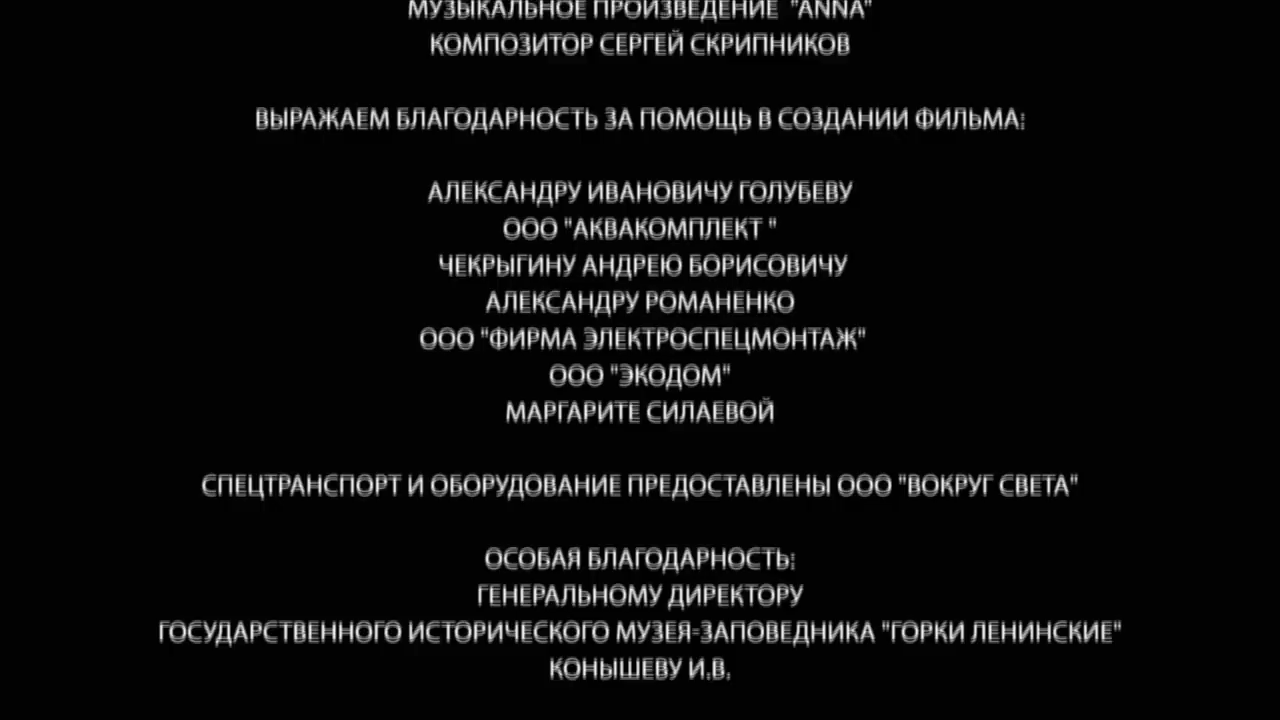 МУЗЫКАЛЬНОЕ ПРОИЗВЕДЕНИЕ "ANNA"
КОМПОЗИТОР СЕРГЕЙ СКРИПНИКОВ
ВЫРАЖАЕМ БЛАГОДАРНОСТЬ ЗА ПОМОЩЬ В СОЗДАНИИ ФИЛЬМА:
АЛЕКСАНДРУ ИВАНОВИЧУ ГОЛУБЕВУ
ООО "АКВАКОМПЛЕКТ "
ЧЕКРЫГИНУ АНДРЕЮ БОРИСОВИЧУ
АЛЕКСАНДРУ РОМАНЕНКО
ООО "ФИРМА ЭЛЕКТРОСПЕЦМОНТАЖ"
ООО "ЭКОДОМ"
МАРГАРИТЕ СИЛАЕВОЙ
СПЕЦТРАНСПОРТ И ОБОРУДОВАНИЕ ПРЕДОСТАВЛЕНЫ ООО "ВОКРУГ СВЕТА"
ОСОБАЯ БЛАГОДАРНОСТЬ:
ГЕНЕРАЛЬНОМУ ДИРЕКТОРУ
ГОСУДАРСТВЕННОГО ИСТОРИЧЕСКОГО МУЗЕЯ-ЗАПОВЕДНИКА "ГОРКИ ЛЕНИНСКИЕ"
КОНЫШЕВУ И.В.